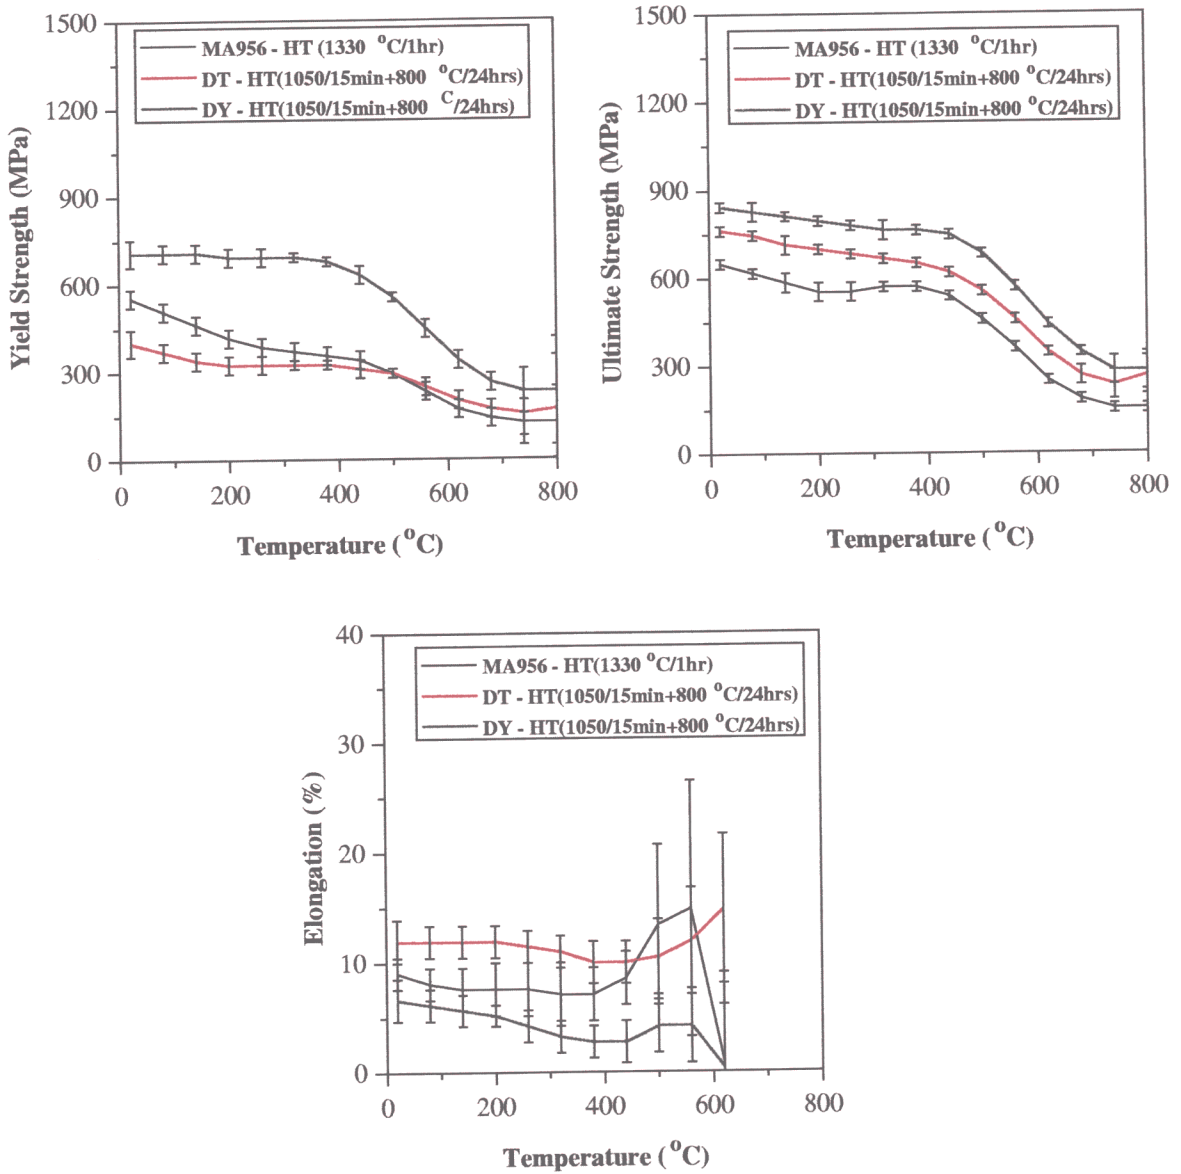 1500
1200
900
600
300
0
Yield Strength (MPa)
MA956 - HT (1330 °C/1hr)
DT - HT(1050/15min+800 °C/24hrs)
DY - HT(1050/15min+800 C/24hrs)
0 200 400 600 800
Temperature (°C)
1500
1200
900
600
300
0
Ultimate Strength (MPa)
MA956 - HT (1330 °C/1hr)
DT - HT(1050/15min+800 °C/24hrs)
DY - HT(1050/15min+800 °C/24hrs)
0 200 400 600 800
Temperature (°C)
40
30
20
10
0
Elongation (%)
MA956 - HT(1330 °C/1hr)
DT - HT(1050/15min+800 °C/24hrs)
DY - HT(1050/15min+800 °C/24hrs)
0 200 400 600 800
Temperature (°C)